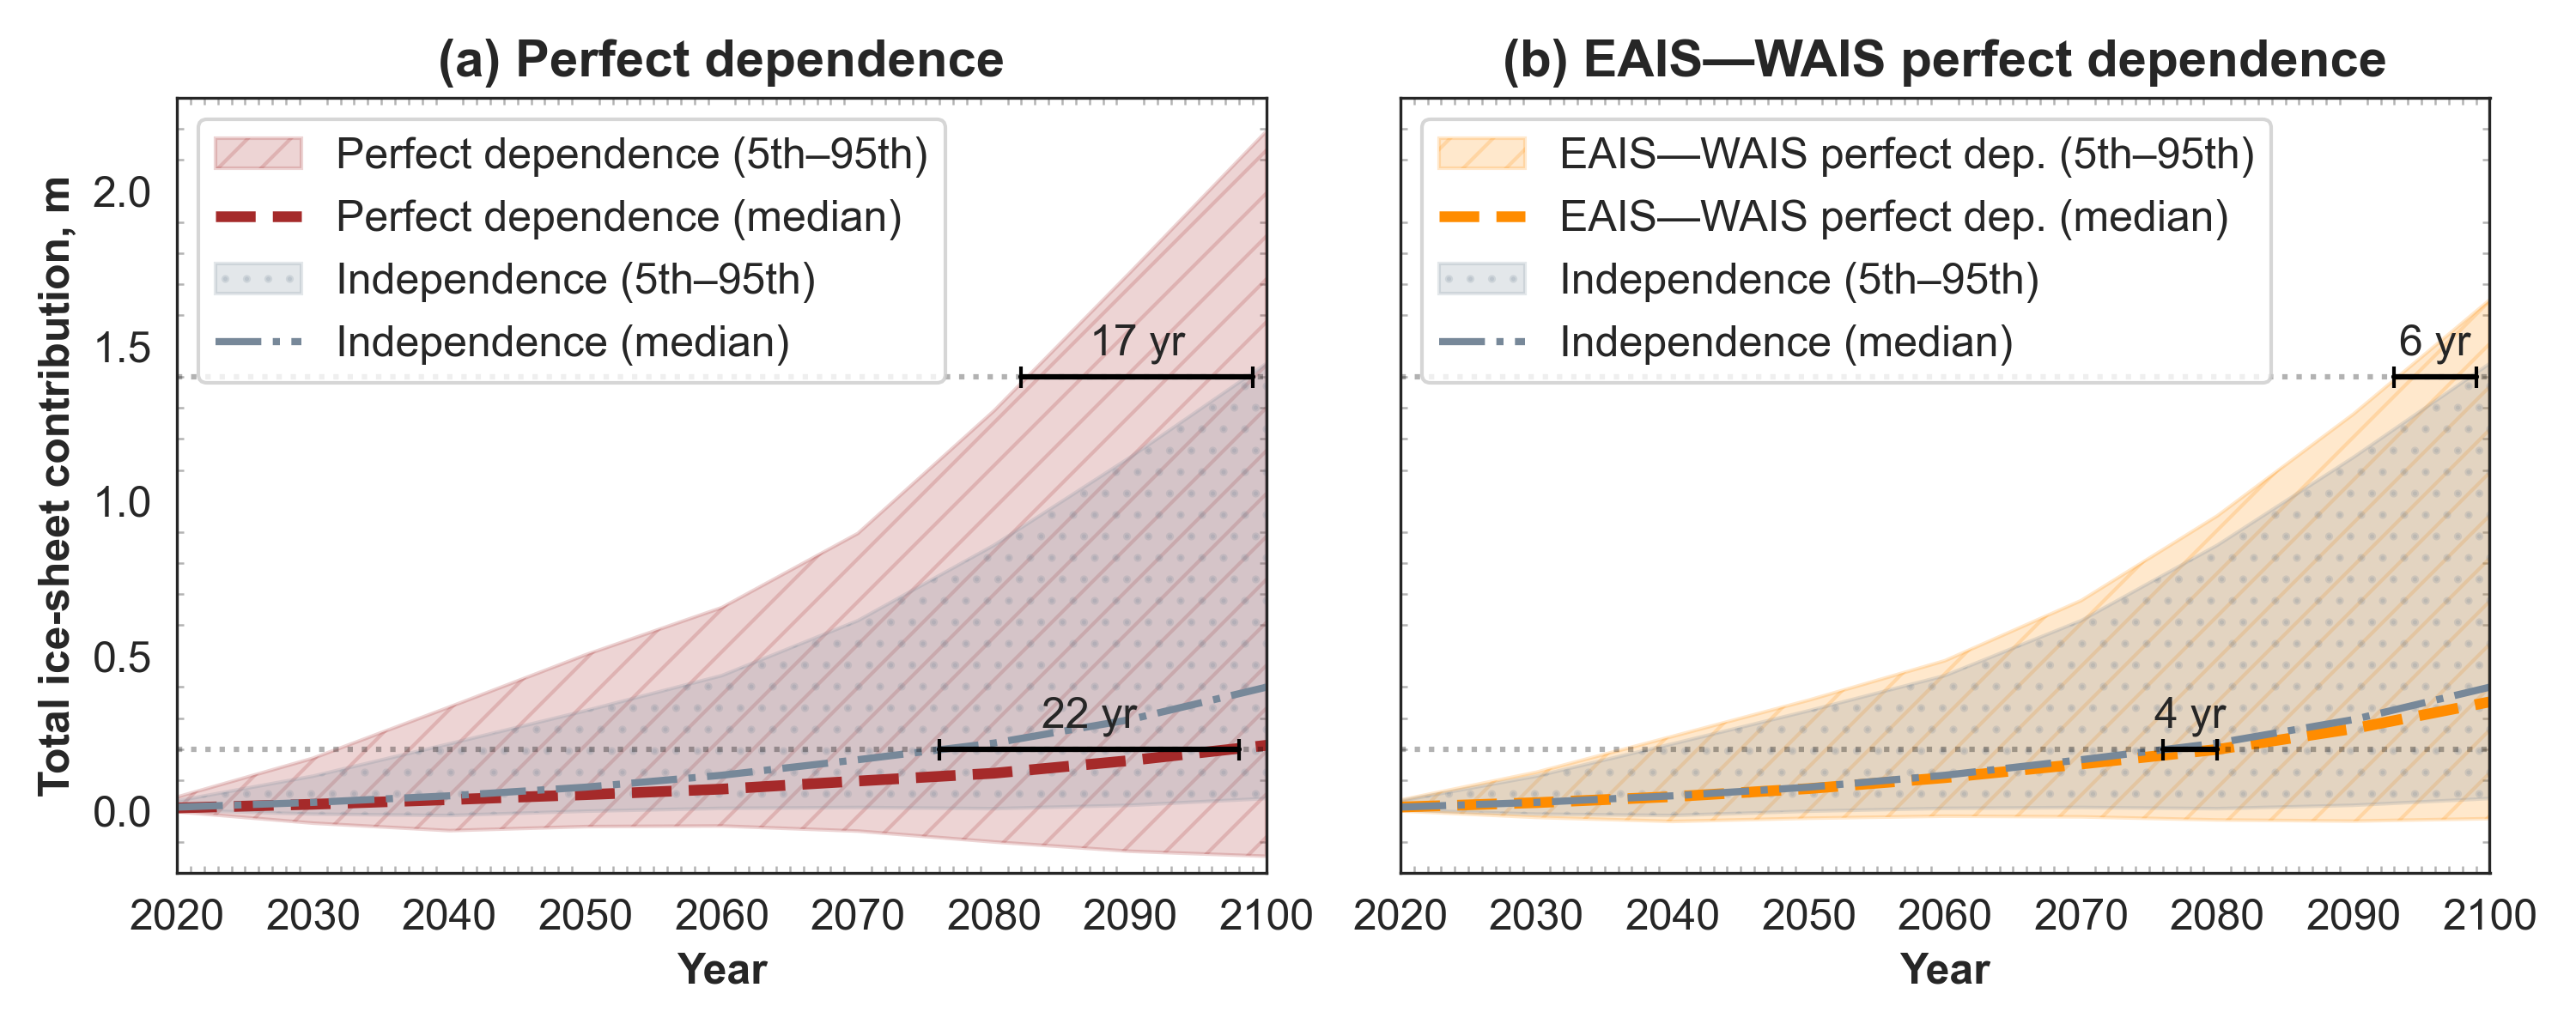 (a) Perfect dependence
Total ice-sheet contribution, m
2.0
1.5
1.0
0.5
0.0
Perfect dependence (5th–95th)
Perfect dependence (median)
Independence (5th–95th)
Independence (median)
17 yr
22 yr
2020 2030 2040 2050 2060 2070 2080 2090 2100
Year
(b) EAIS—WAIS perfect dependence
EAIS—WAIS perfect dep. (5th–95th)
EAIS—WAIS perfect dep. (median)
Independence (5th–95th)
Independence (median)
6 yr
4 yr
2020 2030 2040 2050 2060 2070 2080 2090 2100
Year